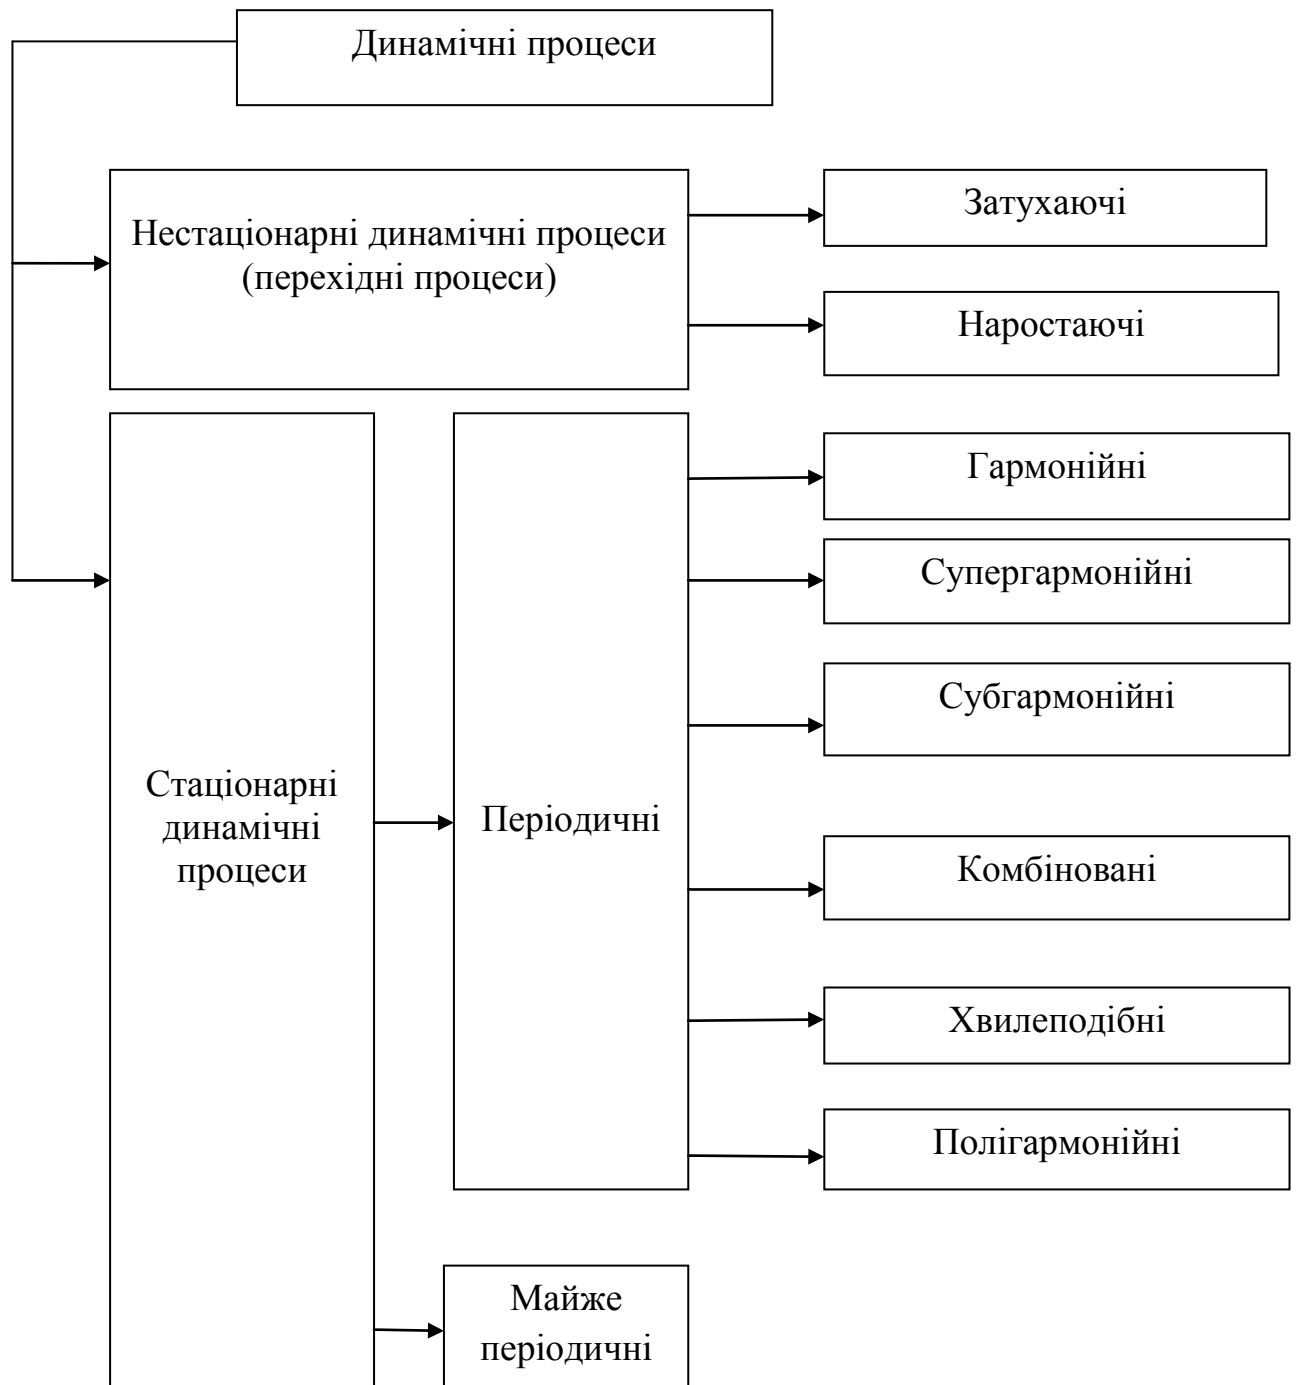 Динамічні процеси
Нестаціонарні динамічні процеси
(перехідні процеси)
Затухаючі
Наростаючі
Стаціонарні
динамічні
процеси
Періодичні
Гармонійні
Супергармонійні
Субгармонійні
Комбіновані
Хвилеподібні
Полігармонійні
Майже
періодичні